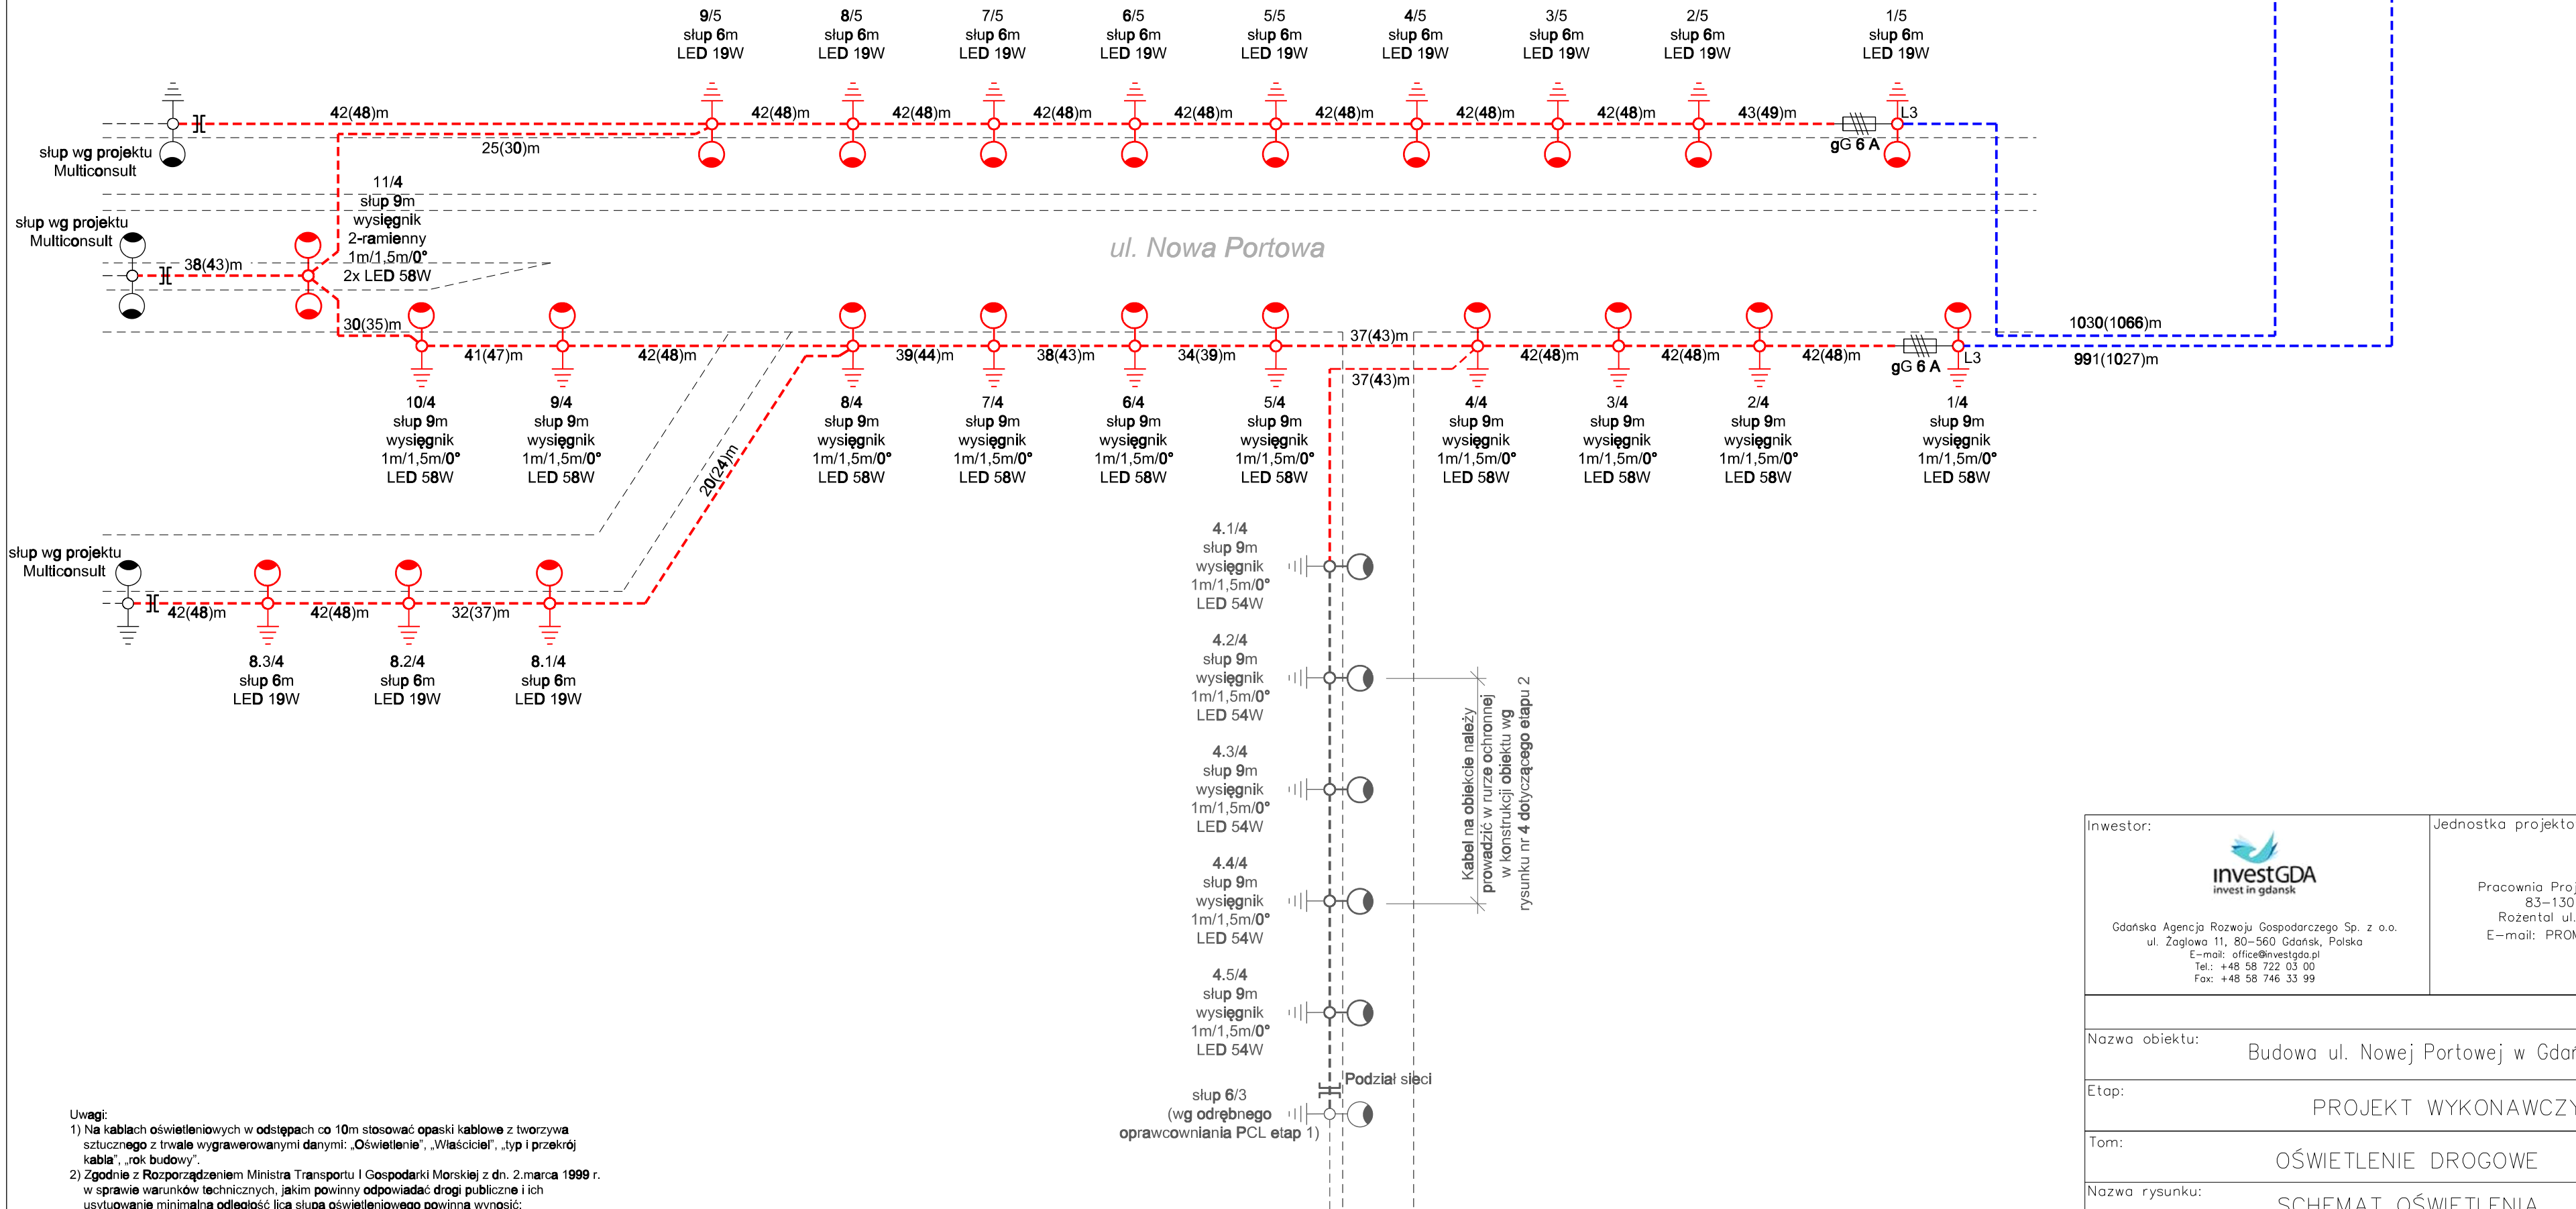 9/5
słup 6m
LED 19W
8/5
słup 6m
LED 19W
7/5
słup 6m
LED 19W
6/5
słup 6m
LED 19W
5/5
słup 6m
LED 19W
4/5
słup 6m
LED 19W
3/5
słup 6m
LED 19W
2/5
słup 6m
LED 19W
1/5
słup 6m
LED 19W
42(48)m
42(48)m
42(48)m
42(48)m
42(48)m
42(48)m
42(48)m
42(48)m
43(49)m
L3
gG 6 A
25(30)m
słup wg projektu
Multiconsult
11/4
słup 9m
wysięgnik
2-ramienny
1m/1,5m/0°
2x LED 58W
słup wg projektu
Multiconsult
38(43)m
ul. Nowa Portowa
30(35)m
41(47)m
42(48)m
39(44)m
38(43)m
34(39)m
37(43)m
37(43)m
42(48)m
42(48)m
42(48)m
gG 6 A
L3
1030(1066)m
991(1027)m
10/4
słup 9m
wysięgnik
1m/1,5m/0°
LED 58W
9/4
słup 9m
wysięgnik
1m/1,5m/0°
LED 58W
8/4
słup 9m
wysięgnik
1m/1,5m/0°
LED 58W
7/4
słup 9m
wysięgnik
1m/1,5m/0°
LED 58W
6/4
słup 9m
wysięgnik
1m/1,5m/0°
LED 58W
5/4
słup 9m
wysięgnik
1m/1,5m/0°
LED 58W
4/4
słup 9m
wysięgnik
1m/1,5m/0°
LED 58W
3/4
słup 9m
wysięgnik
1m/1,5m/0°
LED 58W
2/4
słup 9m
wysięgnik
1m/1,5m/0°
LED 58W
1/4
słup 9m
wysięgnik
1m/1,5m/0°
LED 58W
20(24)m
słup wg projektu
Multiconsult
42(48)m
42(48)m
32(37)m
8.3/4
słup 6m
LED 19W
8.2/4
słup 6m
LED 19W
8.1/4
słup 6m
LED 19W
4.1/4
słup 9m
wysięgnik
1m/1,5m/0°
LED 54W
4.2/4
słup 9m
wysięgnik
1m/1,5m/0°
LED 54W
4.3/4
słup 9m
wysięgnik
1m/1,5m/0°
LED 54W
4.4/4
słup 9m
wysięgnik
1m/1,5m/0°
LED 54W
4.5/4
słup 9m
wysięgnik
1m/1,5m/0°
LED 54W
Kabel na obiekcie należy
prowadzić w rurze ochronnej
w konstrukcji obiektu wg
rysunku nr 4 dotyczącego etapu 2
Podział sieci
słup 6/3
(wg odrębnego
oprawcowniania PCL etap 1)
Uwagi:
1) Na kablach oświetleniowych w odstępach co 10m stosować opaski kablowe z tworzywa
sztucznego z trwale wygrawerowanymi danymi: „Oświetlenie”, „Właściciel”, „typ i przekrój
kabla”, „rok budowy”.
2) Zgodnie z Rozporządzeniem Ministra Transportu I Gospodarki Morskiej z dn. 2.marca 1999 r.
w sprawie warunków technicznych, jakim powinny odpowiadać drogi publiczne i ich
usytuowanie minimalna odległość lica słupa oświetleniowego powinna wynosić:
Inwestor:
investGDA
invest in gdansk
Gdańska Agencja Rozwoju Gospodarczego Sp. z o.o.
ul. Żaglowa 11, 80-560 Gdańsk, Polska
E-mail: office@investgda.pl
Tel.: +48 58 722 03 00
Fax: +48 58 746 33 99
Jednostka projekto
Pracownia Proj
83-130
Rożental ul.
E-mail: PROM
Nazwa obiektu:
Budowa ul. Nowej Portowej w Gdań
Etap:
PROJEKT WYKONAWCZY
Tom:
OŚWIETLENIE DROGOWE
Nazwa rysunku:
SCHEMAT OŚWIETLENIA